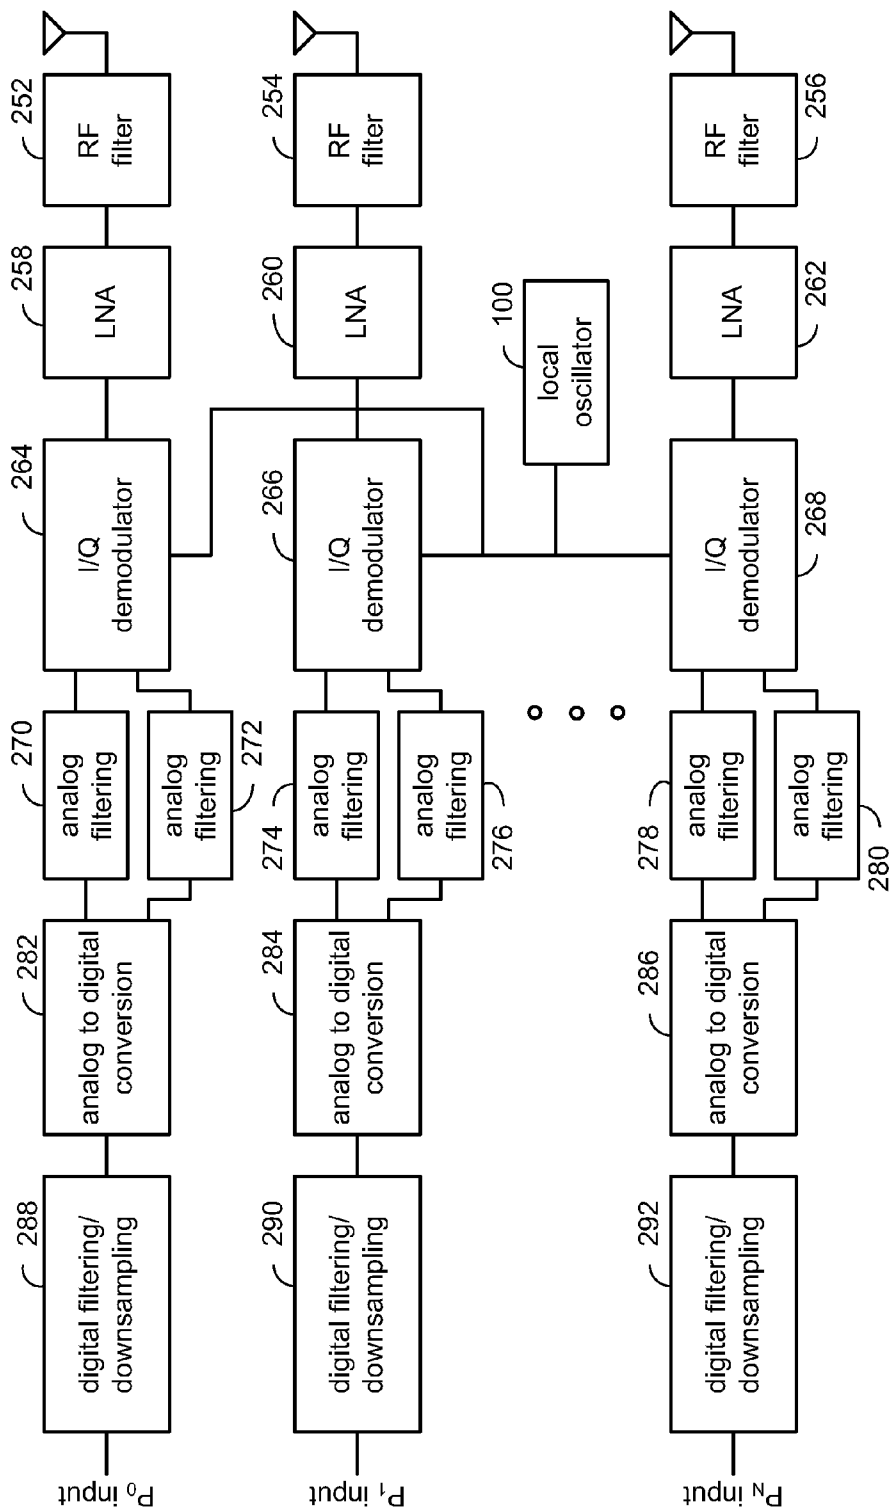 P₀ input
288
digital filtering/
downsampling
282
analog to digital
conversion
270
analog
filtering
analog
filtering
272
264
I/Q
demodulator
258
LNA
252
RF
filter
P₁ input
290
digital filtering/
downsampling
284
analog to digital
conversion
274
analog
filtering
analog
filtering
276
266
I/Q
demodulator
260
LNA
254
RF
filter
100
local
oscillator
P_N input
292
digital filtering/
downsampling
286
analog to digital
conversion
278
analog
filtering
analog
filtering
280
I/Q
demodulator
268
LNA
262
RF
filter
256